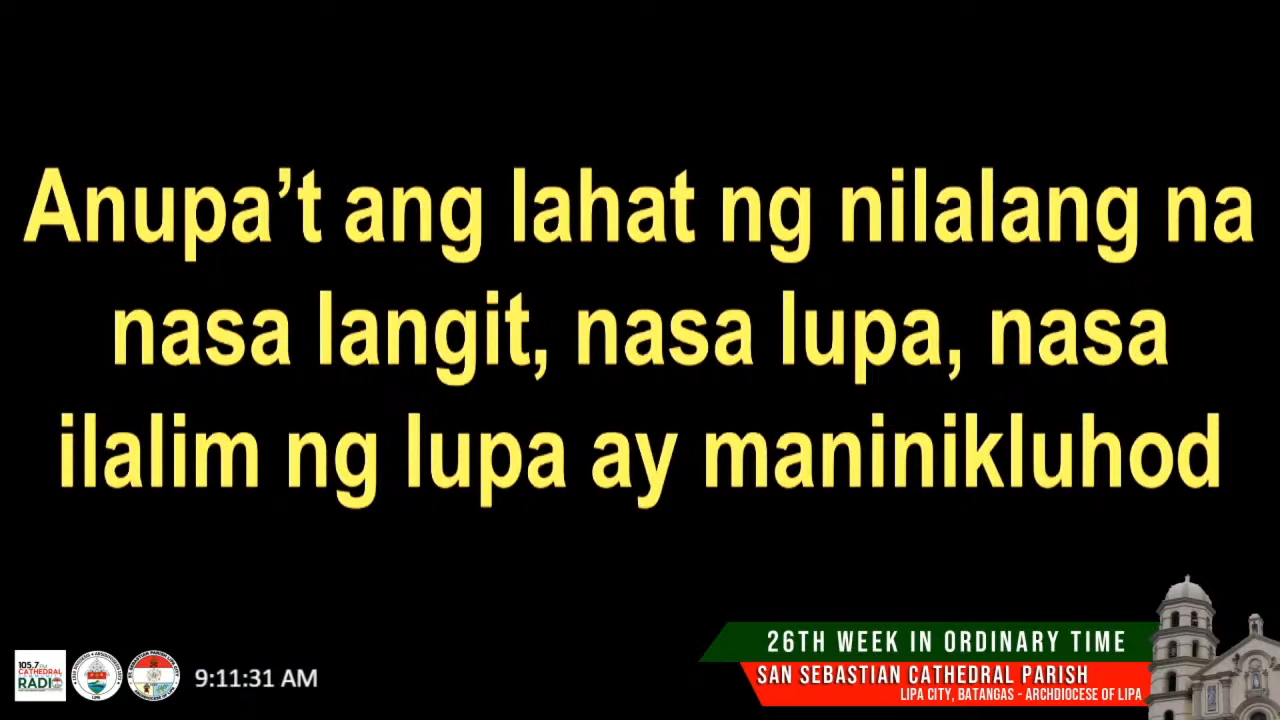 Anupa’t ang lahat ng nilalang na
nasa langit, nasa lupa, nasa
ilalim ng lupa ay maninikluhod
26TH WEEK IN ORDINARY TIME
SAN SEBASTIAN CATHEDRAL PARISH
LIPA CITY, BATANGAS - ARCHDIOCESE OF LIPA
105.7 FM
CATHEDRAL
RADIO
9:11:31 AM